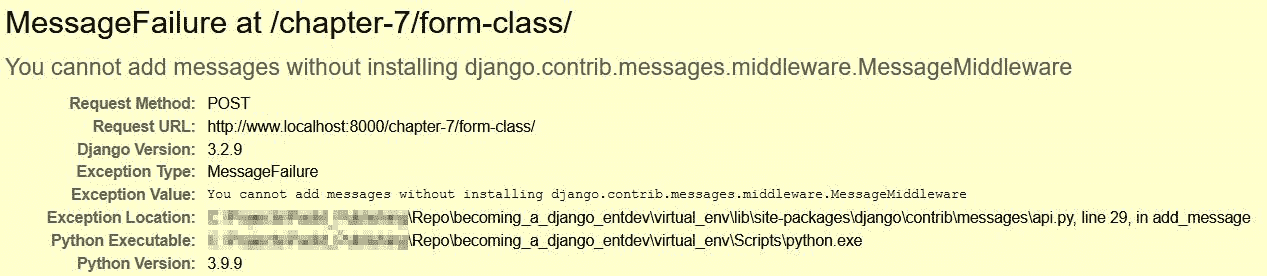 MessageFailure at /chapter-7/form-class/
You cannot add messages without installing django.contrib.messages.middleware.MessageMiddleware
Request Method: POST
Request URL: http://www.localhost:8000/chapter-7/form-class/
Django Version: 3.2.9
Exception Type: MessageFailure
Exception Value: You cannot add messages without installing django.contrib.messages.middleware.MessageMiddleware
Exception Location: \Repo\becoming_a_django_entdev\virtual_env\lib\site-packages\django\contrib\messages\api.py, line 29, in add_message
Python Executable: \Repo\becoming_a_django_entdev\virtual_env\Scripts\python.exe
Python Version: 3.9.9